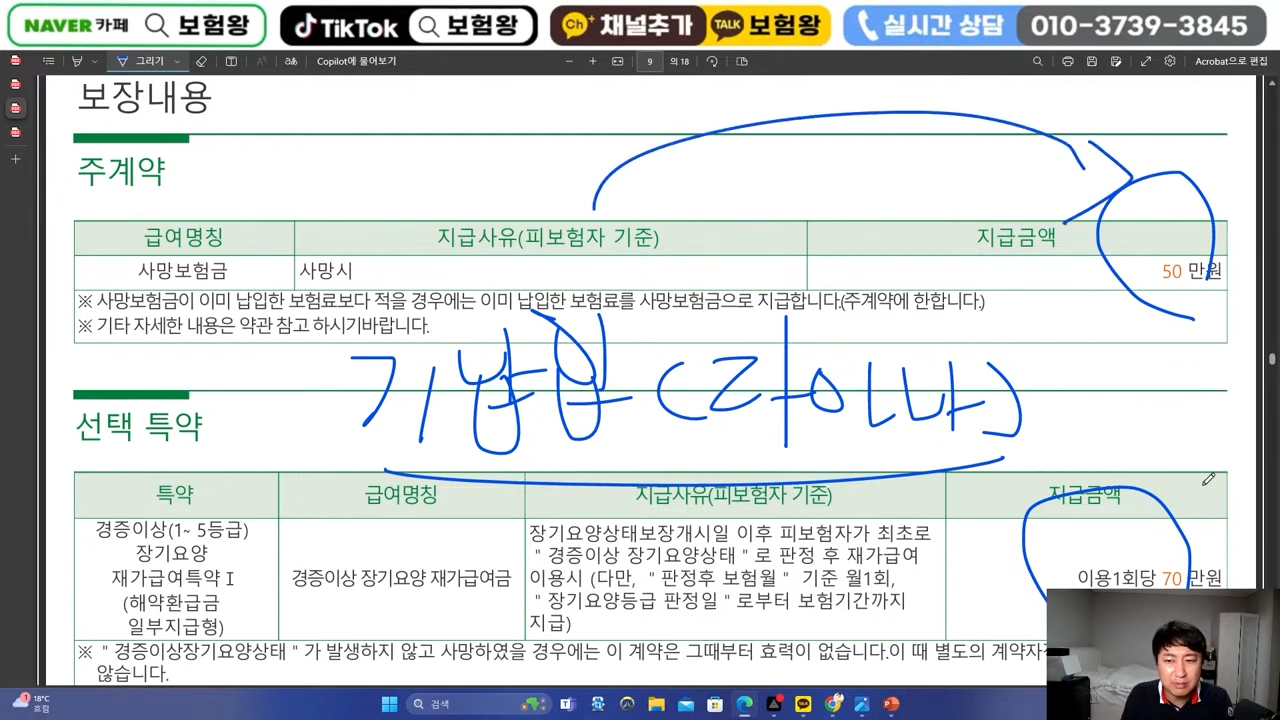 NAVER 카페 보험왕 TikTok 보험왕 Ch+ 채널추가 TALK 보험왕 실시간 상담 010-3739-3845
그리기 Copilot에 물어보기 9 의 18 Acrobat으로 편집
보장내용
주계약
급여명칭 지급사유(피보험자 기준) 지급금액
사망보험금 사망시 50 만원
※ 사망보험금이 이미 납입한 보험료보다 적을 경우에는 이미 납입한 보험료를 사망보험금으로 지급합니다(주계약에 한합니다.)
※ 기타 자세한 내용은 약관 참고 하시기바랍니다.
(라이나)
선택 특약
특약 급여명칭 지급사유(피보험자 기준) 지급금액
경증이상(1~ 5등급)
장기요양
재가급여특약 I
(해약환급금
일부지급형)
경증이상 장기요양 재가급여금
장기요양상태보장개시일 이후 피보험자가 최초로
" 경증이상 장기요양상태 " 로 판정 후 재가급여
이용시 (다만, " 판정후 보험월 " 기준 월1회,
" 장기요양등급 판정일 " 로부터 보험기간까지
지급)
이용1회당 70 만원
※ " 경증이상장기요양상태 " 가 발생하지 않고 사망하였을 경우에는 이 계약은 그때부터 효력이 없습니다.이 때 별도의 계약자
않습니다.
18°C
흐림
검색